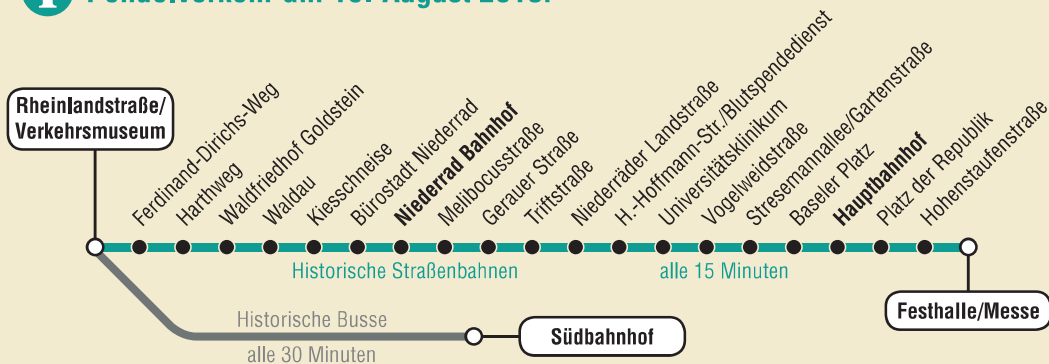 Rheinlandstraße/
Verkehrsmuseum
Ferdinand-Dirichs-Weg
Harthweg
Waldfriedhof Goldstein
Waldau
Kiesschneise
Bürostadt Niederrad
Niederrad Bahnhof
Melibocusstraße
Gerauer Straße
Triftstraße
Niederräder Landstraße
H.-Hoffmann-Str./Blutspendedienst
Universitätsklinikum
Vogelweidstraße
Stresemannallee/Gartenstraße
Baseler Platz
Hauptbahnhof
Platz der Republik
Hohenstaufenstraße
Festhalle/Messe
Historische Straßenbahnen alle 15 Minuten
Historische Busse
alle 30 Minuten
Südbahnhof